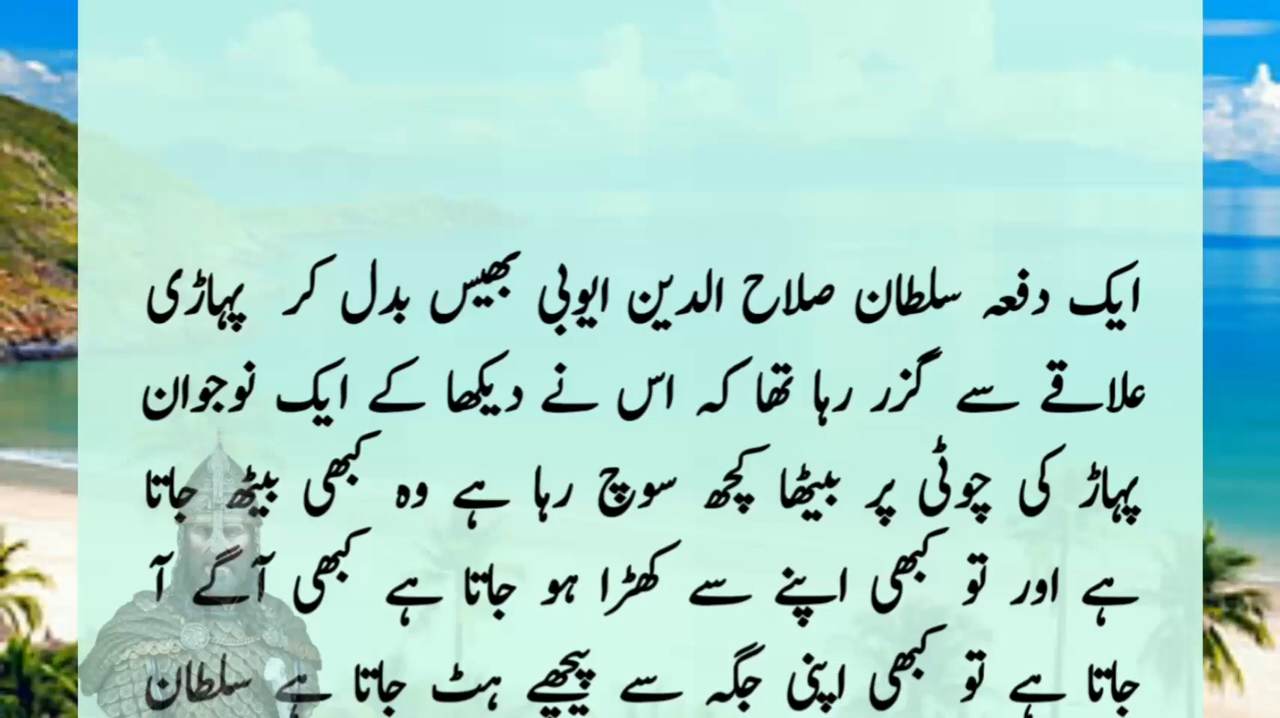 ایک دفعہ سلطان صلاح الدین ایوبی بھیس بدل کر پہاڑی
علاقے سے گزر رہا تھا کہ اس نے دیکھا کے ایک نوجوان
پہاڑ کی چوٹی پر بیٹھا کچھ سوچ رہا ہے وہ کبھی بیٹھ جاتا
ہے اور تو کبھی اپنے سے کھڑا ہو جاتا ہے کبھی آگے آ
جاتا ہے تو کبھی اپنی جگہ سے پیچھے ہٹ جاتا ہے سلطان